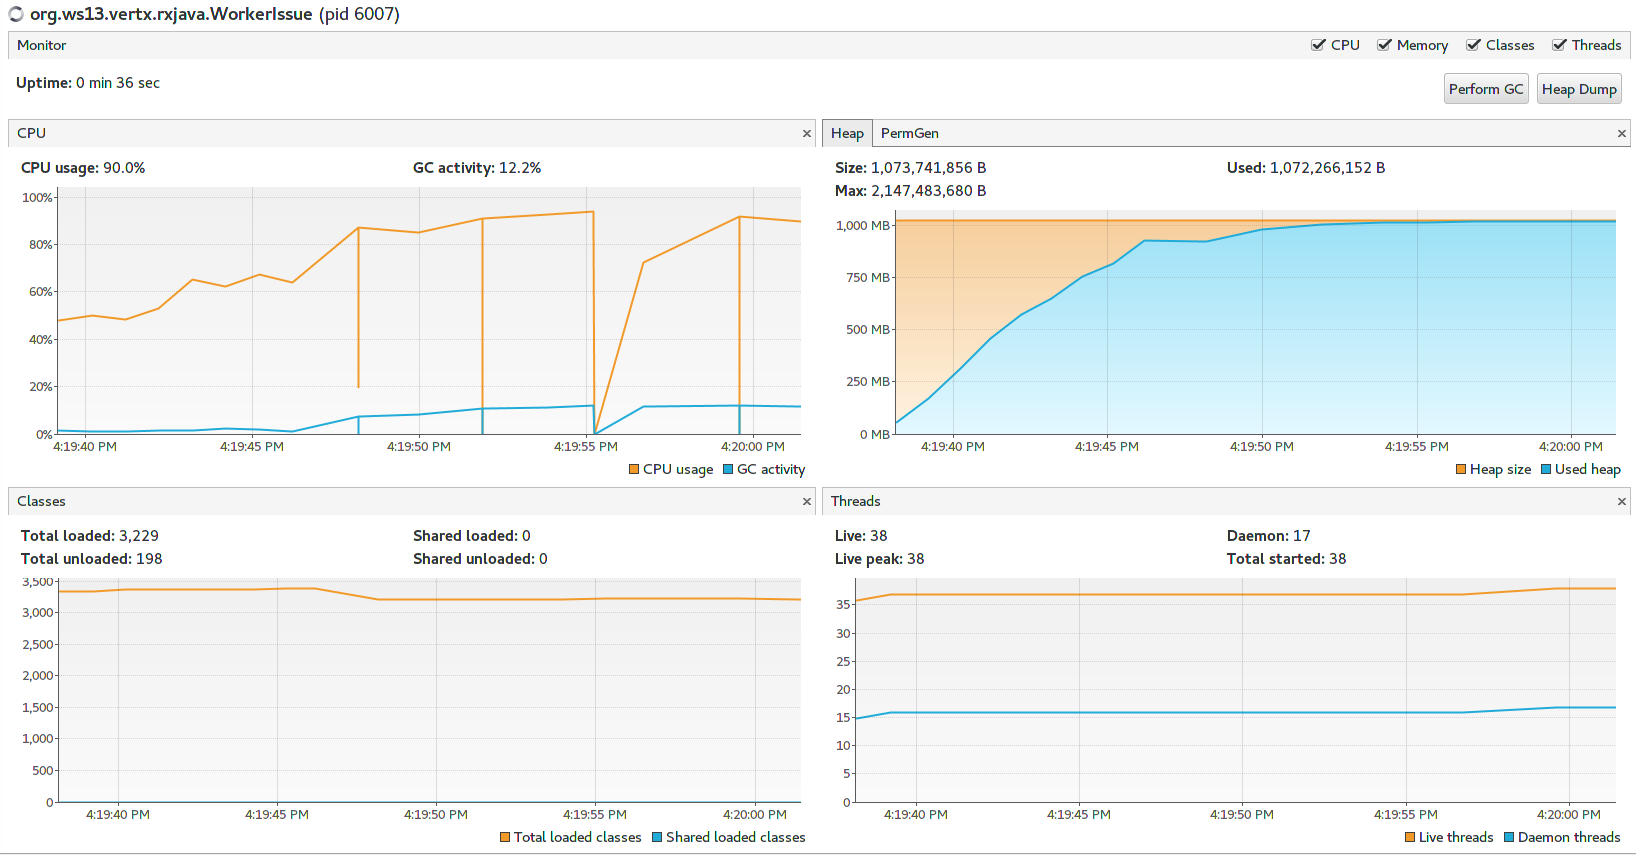 org.ws13.vertx.rxjava.WorkerIssue (pid 6007)
Monitor
CPU Memory Classes Threads
Uptime: 0 min 36 sec
Perform GC Heap Dump
CPU
CPU usage: 90.0% GC activity: 12.2%
100%
80%
60%
40%
20%
0%
4:19:40 PM 4:19:45 PM 4:19:50 PM 4:19:55 PM 4:20:00 PM
CPU usage GC activity
Heap PermGen
Size: 1,073,741,856 B Used: 1,072,266,152 B
Max: 2,147,483,680 B
1,000 MB
750 MB
500 MB
250 MB
0 MB
4:19:40 PM 4:19:45 PM 4:19:50 PM 4:19:55 PM 4:20:00 PM
Heap size Used heap
Classes
Total loaded: 3,229 Shared loaded: 0
Total unloaded: 198 Shared unloaded: 0
3,500
3,000
2,500
2,000
1,500
1,000
500
0
4:19:40 PM 4:19:45 PM 4:19:50 PM 4:19:55 PM 4:20:00 PM
Total loaded classes Shared loaded classes
Threads
Live: 38 Daemon: 17
Live peak: 38 Total started: 38
35
30
25
20
15
10
5
0
4:19:40 PM 4:19:45 PM 4:19:50 PM 4:19:55 PM 4:20:00 PM
Live threads Daemon threads